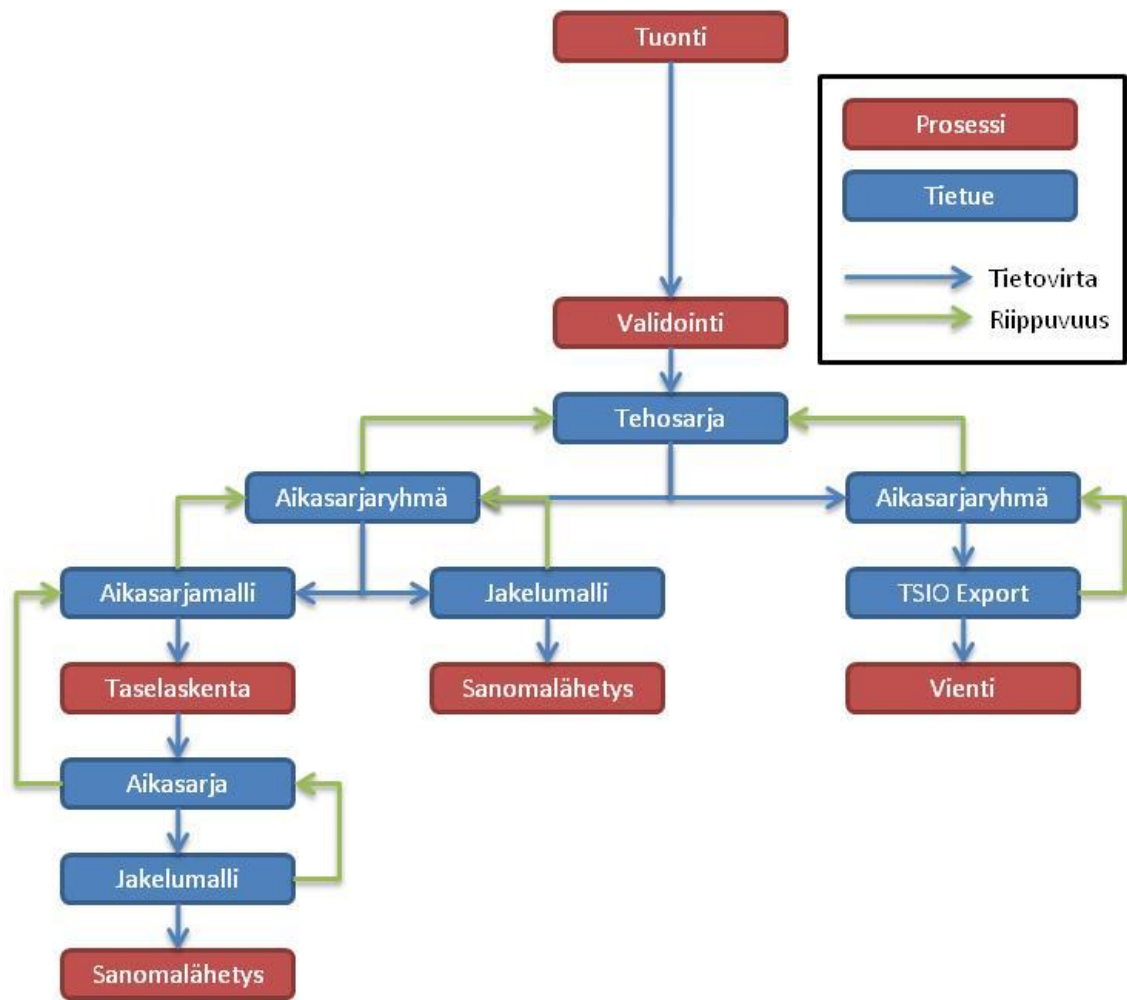 Tuonti
Prosessi
Tietue
Tietovirta
Riippuvuus
Validointi
Tehosarja
Aikasarjaryhmä
Aikasarjaryhmä
Aikasarjamalli
Jakelumalli
TSIO Export
Taselaskenta
Sanomalähetys
Vienti
Aikasarja
Jakelumalli
Sanomalähetys